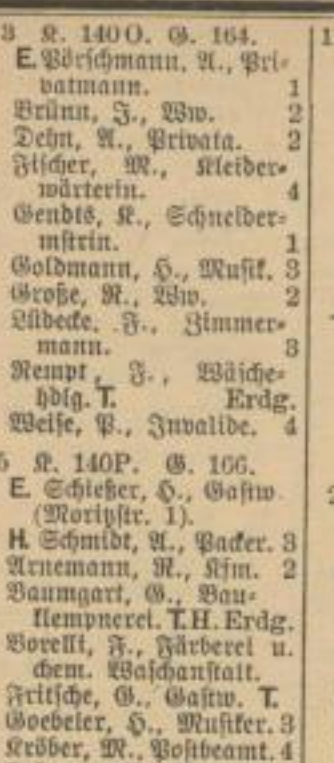 3 K. 140O. G. 164.
E. Pörschmann, A., Pri-
vatmann. 1
Brünn, J., Ww. 2
Dehn, A., Privata. 2
Fischer, M., Kleider-
wärterin. 4
Gendts, K., Schneider-
mstrin. 1
Goldmann, H., Musik. 3
Große, R., Ww. 2
Lübecke, F., Zimmer-
mann. 3
Rempt, F., Wäsche-
hdlg. T. Erdg.
Weise, P., Invalide. 4
5 K. 140P. G. 166.
E. Schießer, H., Gastw.
(Moritzstr. 1).
H. Schmidt, A., Packer. 3
Arnemann, R., Kfm. 2
Baumgart, G., Bau-
klempnerei. T. H. Erdg.
Borelli, F., Färberei u.
chem. Waschanstalt.
Fritsche, G., Gastw. T.
Goebeler, H., Musiker. 3
Kröber, M., Postbeamt. 4